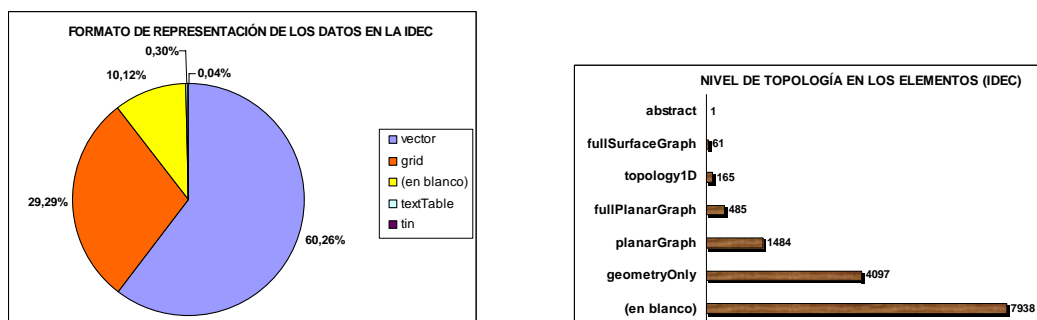 FORMATO DE REPRESENTACIÓN DE LOS DATOS EN LA IDEC
0,30%
0,04%
10,12%
29,29%
60,26%
vector
grid
(en blanco)
textTable
tin
NIVEL DE TOPOLOGÍA EN LOS ELEMENTOS (IDEC)
abstract 1
fullSurfaceGraph 61
topology1D 165
fullPlanarGraph 485
planarGraph 1484
geometryOnly 4097
(en blanco) 7938